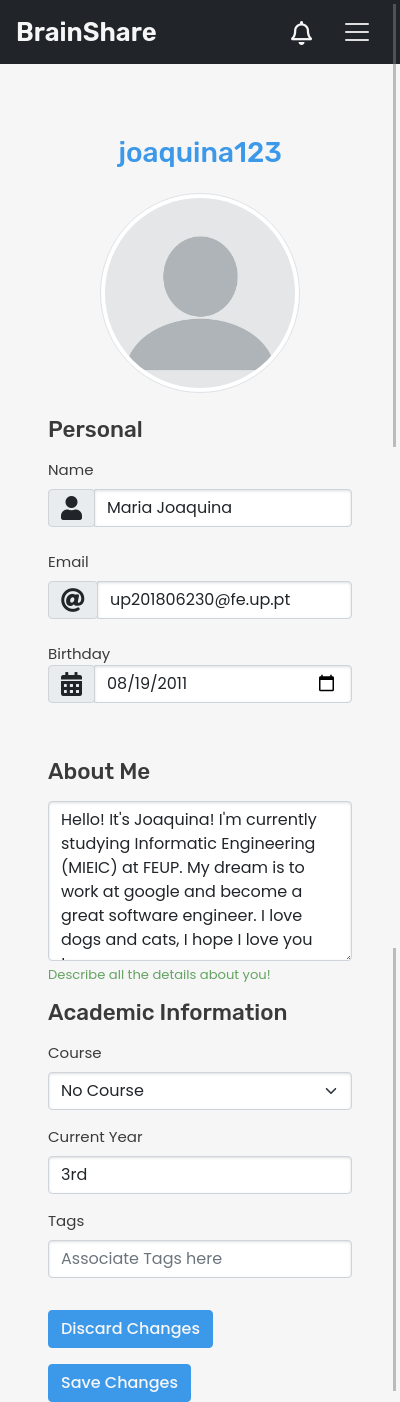 BrainShare
joaquina123
Personal
Name
Maria Joaquina
Email
up201806230@fe.up.pt
Birthday
08/19/2011
About Me
Hello! It's Joaquina! I'm currently
studying Informatic Engineering
(MIEIC) at FEUP. My dream is to
work at google and become a
great software engineer. I love
dogs and cats, I hope I love you
Describe all the details about you!
Academic Information
Course
No Course
Current Year
3rd
Tags
Associate Tags here
Discard Changes
Save Changes